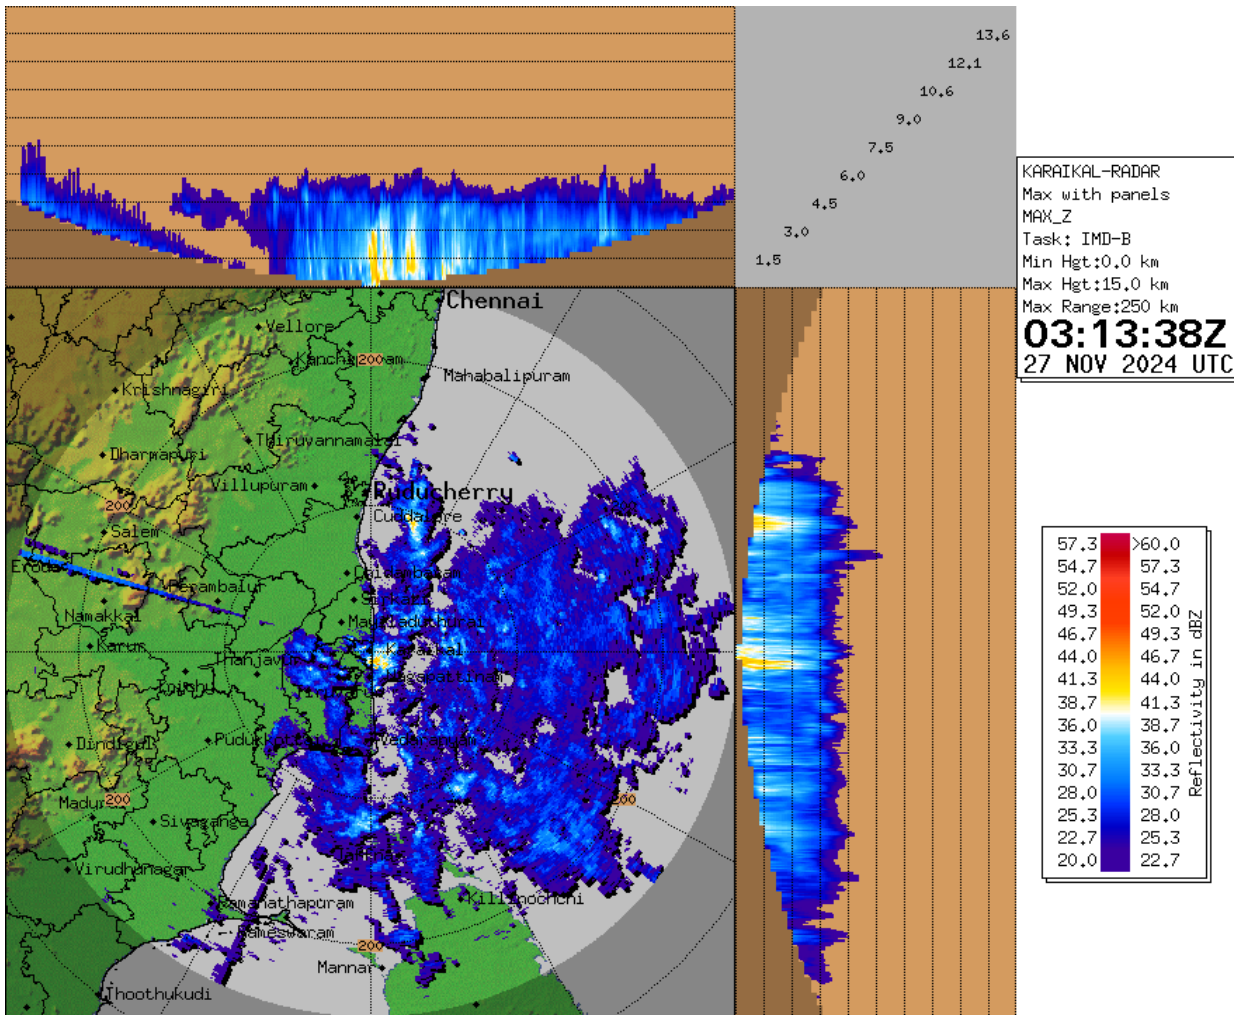 13.6
12.1
10.6
9.0
7.5
6.0
4.5
3.0
1.5
KARAIKAL-RADAR
Max with panels
MAX_Z
Task: IMD-B
Min Hgt:0.0 km
Max Hgt:15.0 km
Max Range:250 km
03:13:38Z
27 NOV 2024 UTC
Chennai
Vellore
200
Mahabalipuram
Krishnagiri
Thiruvannamalai
Dharmapuri
Villupuram
Puducherry
200
Cuddalore
Salem
Perambalur
Namakkal
Karur
Karaikal
Thanjavur
Nagapattinam
Dindigul
Vedaranyam
200
200
Sivaganga
Virudhunagar
Ramanathapuram
Killinochchi
Rameswaram
200
Mannar
Thoothukudi
57.3 >60.0
54.7 57.3
52.0 54.7
49.3 52.0
46.7 49.3
44.0 46.7
41.3 44.0
38.7 41.3
36.0 38.7
33.3 36.0
30.7 33.3
28.0 30.7
25.3 28.0
22.7 25.3
20.0 22.7
Reflectivity in dBZ